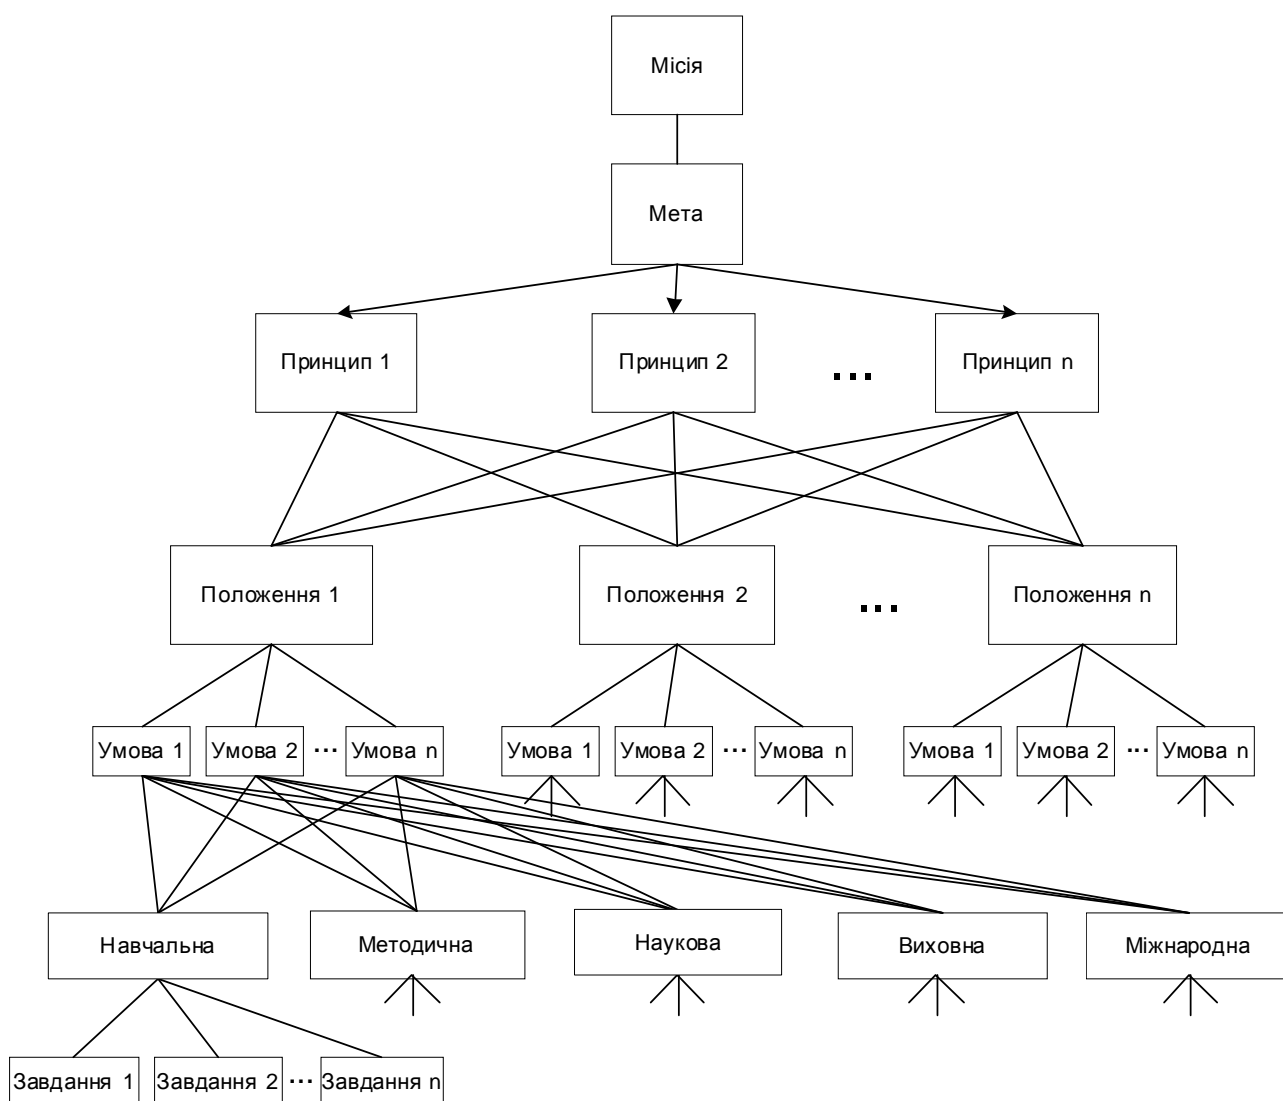 Місія
Мета
Принцип 1
Принцип 2
...
Принцип n
Положення 1
Положення 2
...
Положення n
Умова 1
Умова 2
...
Умова n
Умова 1
Умова 2
...
Умова n
Умова 1
Умова 2
...
Умова n
Навчальна
Методична
Наукова
Виховна
Міжнародна
Завдання 1
Завдання 2
...
Завдання n